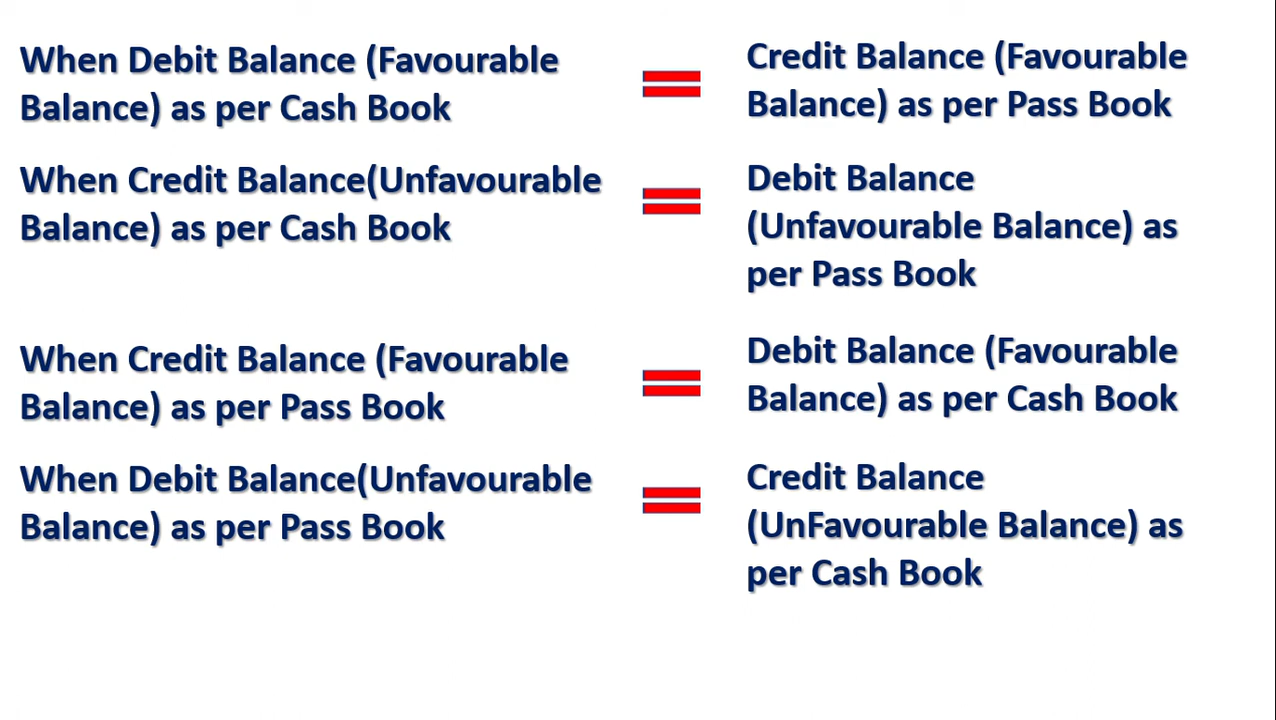 When Debit Balance (Favourable
Balance) as per Cash Book
Credit Balance (Favourable
Balance) as per Pass Book
When Credit Balance(Unfavourable
Balance) as per Cash Book
Debit Balance
(Unfavourable Balance) as
per Pass Book
When Credit Balance (Favourable
Balance) as per Pass Book
Debit Balance (Favourable
Balance) as per Cash Book
When Debit Balance(Unfavourable
Balance) as per Pass Book
Credit Balance
(UnFavourable Balance) as
per Cash Book